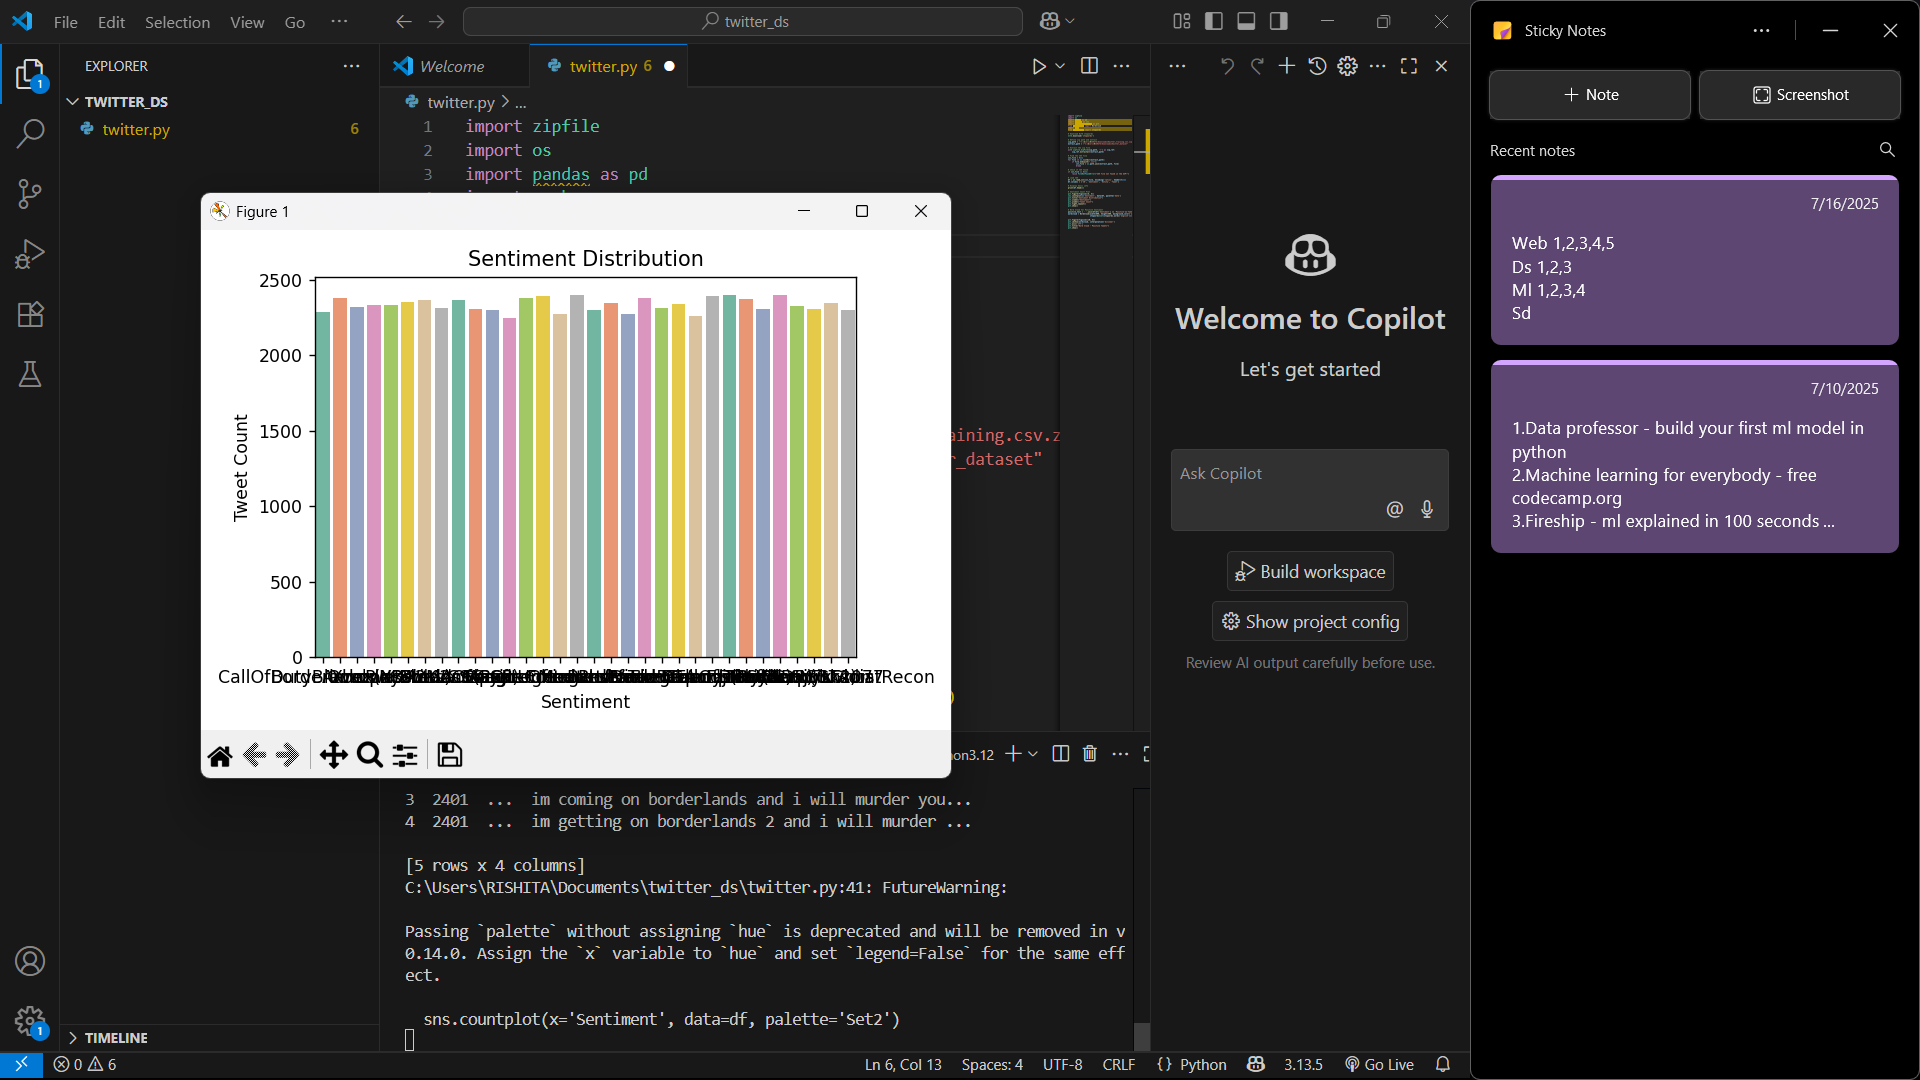 File Edit Selection View Go ...
twitter_ds
EXPLORER
TWITTER_DS
twitter.py 6
Welcome
twitter.py 6
twitter.py > ...
1 import zipfile
2 import os
3 import pandas as pd
Figure 1
Sentiment Distribution
2500
2000
1500
1000
500
0
Tweet Count
Sentiment
aining.csv.z
r_dataset"
)
on3.12
3 2401 ... im coming on borderlands and i will murder you...
4 2401 ... im getting on borderlands 2 and i will murder ...
[5 rows x 4 columns]
C:\Users\RISHITA\Documents\twitter_ds\twitter.py:41: FutureWarning:
Passing `palette` without assigning `hue` is deprecated and will be removed in v
0.14.0. Assign the `x` variable to `hue` and set `legend=False` for the same eff
ect.
sns.countplot(x='Sentiment', data=df, palette='Set2')
TIMELINE
1
1
0 6
Ln 6, Col 13
Spaces: 4
UTF-8
CRLF
{} Python
3.13.5
Go Live
Welcome to Copilot
Let's get started
Ask Copilot
@
Build workspace
Show project config
Review AI output carefully before use.
Sticky Notes
+ Note
Screenshot
Recent notes
7/16/2025
Web 1,2,3,4,5
Ds 1,2,3
Ml 1,2,3,4
Sd
7/10/2025
1.Data professor - build your first ml model in
python
2.Machine learning for everybody - free
codecamp.org
3.Fireship - ml explained in 100 seconds ...